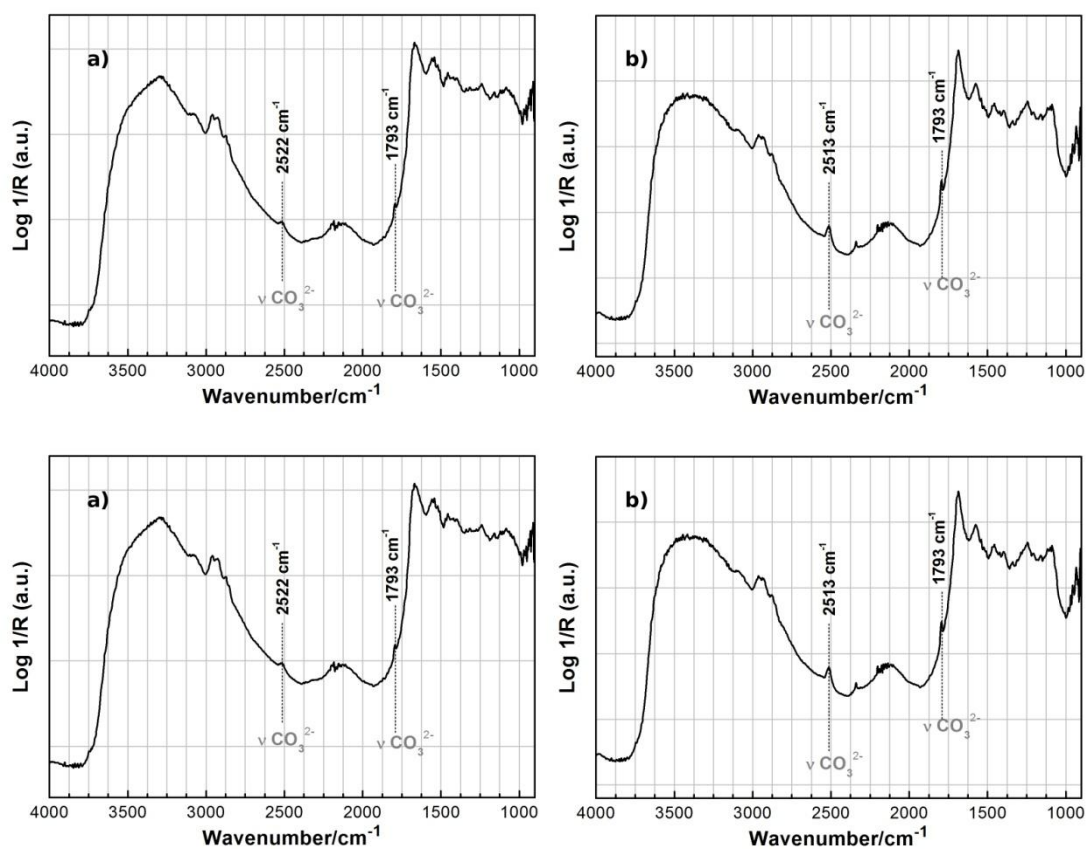 a)
Log 1/R (a.u.)
2522 cm⁻¹
1793 cm⁻¹
ν CO₃²⁻
ν CO₃²⁻
4000 3500 3000 2500 2000 1500 1000
Wavenumber/cm⁻¹
b)
Log 1/R (a.u.)
2513 cm⁻¹
1793 cm⁻¹
ν CO₃²⁻
ν CO₃²⁻
4000 3500 3000 2500 2000 1500 1000
Wavenumber/cm⁻¹
a)
Log 1/R (a.u.)
2522 cm⁻¹
1793 cm⁻¹
ν CO₃²⁻
ν CO₃²⁻
4000 3500 3000 2500 2000 1500 1000
Wavenumber/cm⁻¹
b)
Log 1/R (a.u.)
2513 cm⁻¹
1793 cm⁻¹
ν CO₃²⁻
ν CO₃²⁻
4000 3500 3000 2500 2000 1500 1000
Wavenumber/cm⁻¹